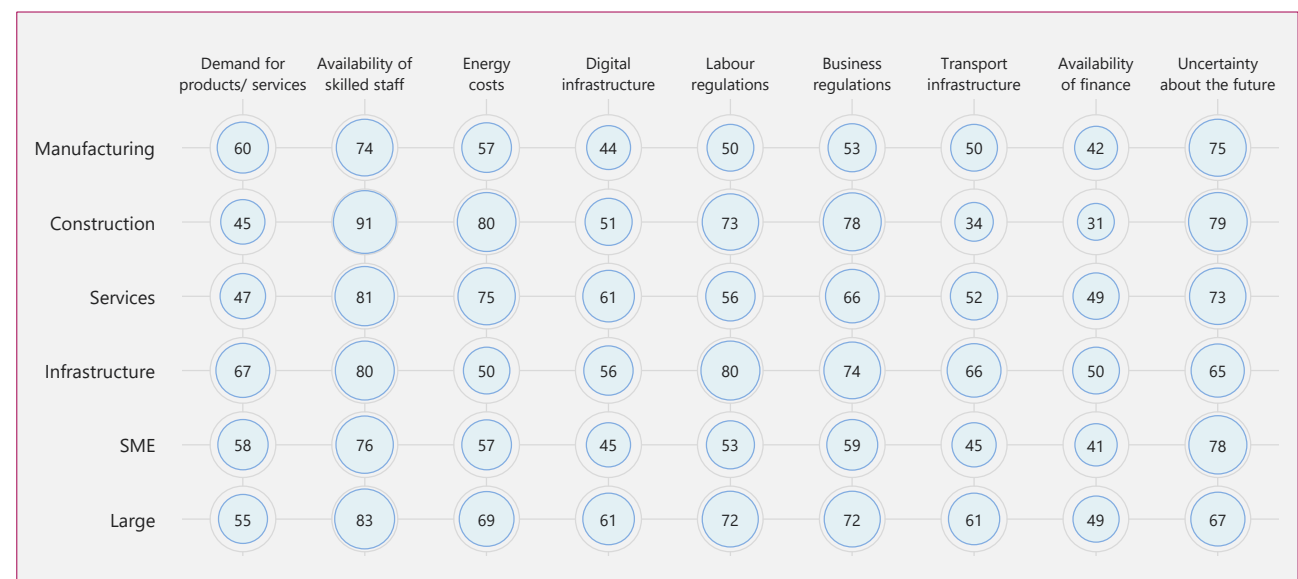 Demand for Availability of Energy Digital Labour Business Transport Availability Uncertainty
products/ services skilled staff costs infrastructure regulations regulations infrastructure of finance about the future
Manufacturing 60 74 57 44 50 53 50 42 75
Construction 45 91 80 51 73 78 34 31 79
Services 47 81 75 61 56 66 52 49 73
Infrastructure 67 80 50 56 80 74 66 50 65
SME 58 76 57 45 53 59 45 41 78
Large 55 83 69 61 72 72 61 49 67